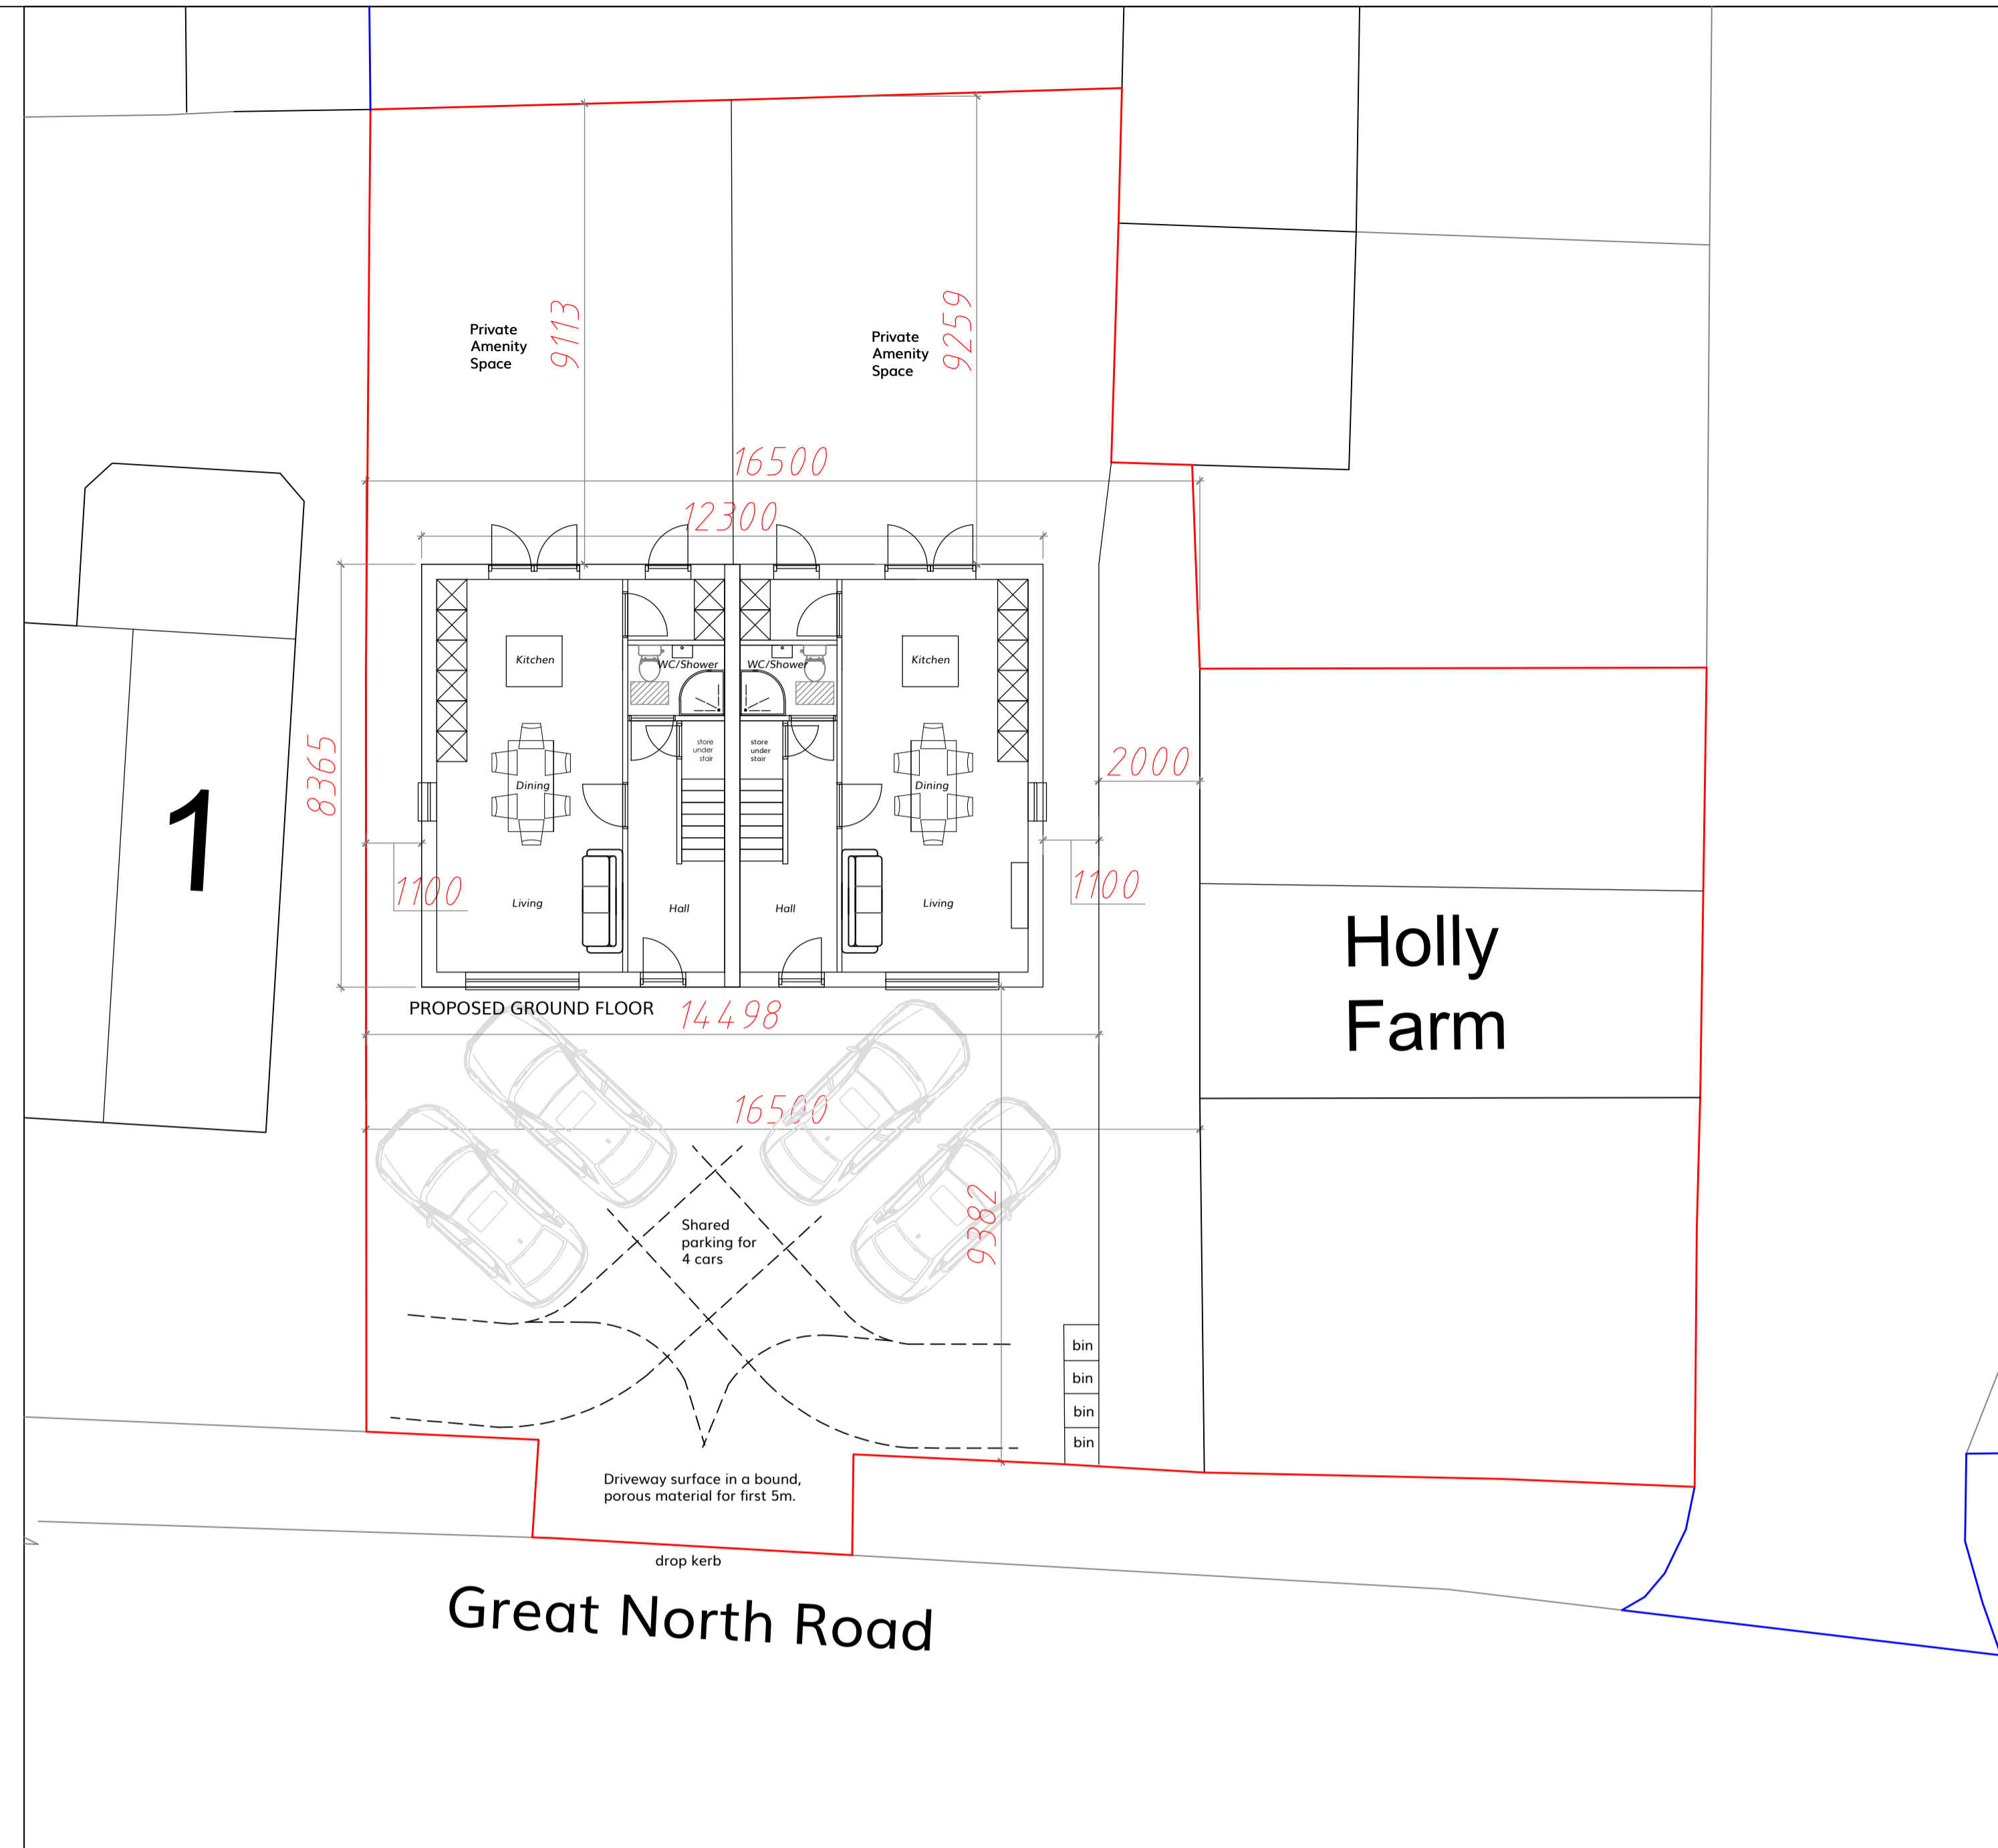 Private
Amenity
Space
9113
Private
Amenity
Space
9259
16500
12300
Kitchen
WC/Shower
WC/Shower
Kitchen
store
under
stair
store
under
stair
8365
Dining
Dining
2000
1
1100
Living
Hall
Hall
Living
1100
Holly
Farm
PROPOSED GROUND FLOOR
14498
16500
9382
Shared
parking for
4 cars
bin
bin
bin
bin
Driveway surface in a bound,
porous material for first 5m.
drop kerb
Great North Road